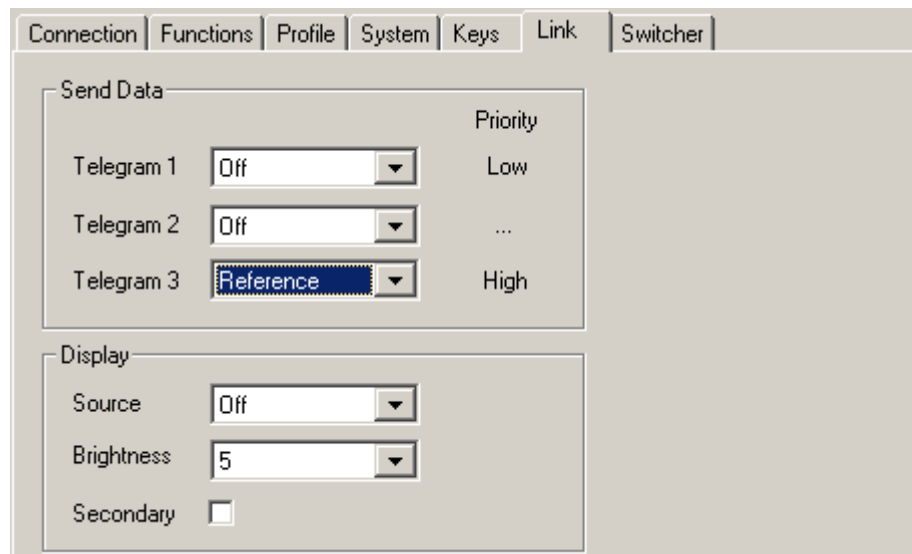 Connection Functions Profile System Keys Link Switcher
Send Data
Priority
Telegram 1 Off Low
Telegram 2 Off ...
Telegram 3 Reference High
Display
Source Off
Brightness 5
Secondary